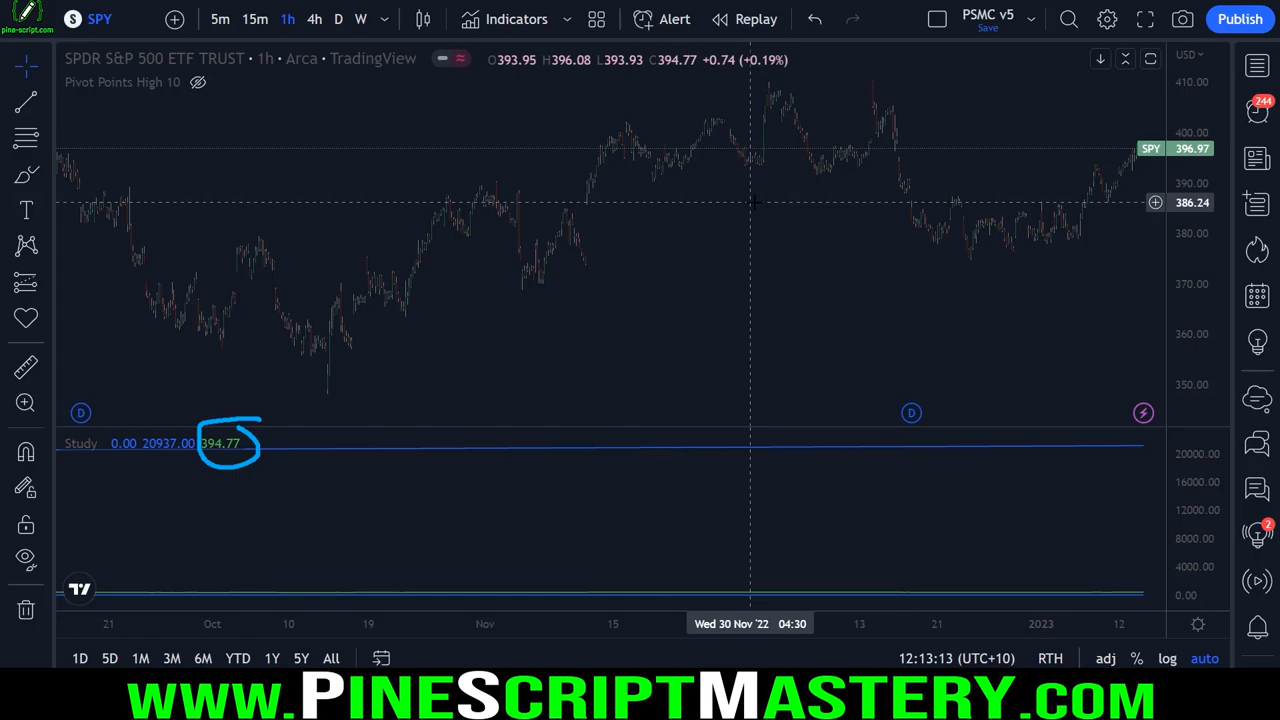 pine-script.com
S SPY
5m 15m 1h 4h D W
Indicators
Alert
Replay
PSMC v5
Save
Publish
SPDR S&P 500 ETF TRUST · 1h · Arca · TradingView
O393.95 H396.08 L393.93 C394.77 +0.74 (+0.19%)
USD
Pivot Points High 10
410.00
400.00
SPY 396.97
390.00
386.24
380.00
370.00
360.00
350.00
D
D
Study 0.00 20937.00 394.77
20000.00
16000.00
12000.00
8000.00
4000.00
0.00
244
2
21 Oct 10 19 Nov 15 Wed 30 Nov '22 04:30 13 21 2023 12
1D 5D 1M 3M 6M YTD 1Y 5Y All
12:13:13 (UTC+10) RTH adj % log auto
www.PineScriptMastery.com